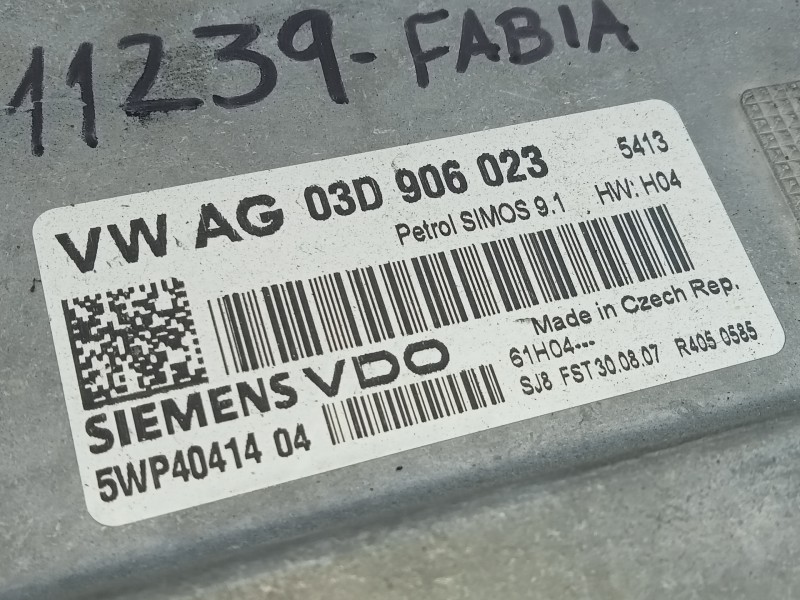 11239-FABIA
VW AG 03D 906 023 5413
Petrol SIMOS 9.1 HW: H04
Made in Czech Rep.
SIEMENS VDO 61H04---
SJ8 FST 30.08.07 R405 0585
5WP40414 04